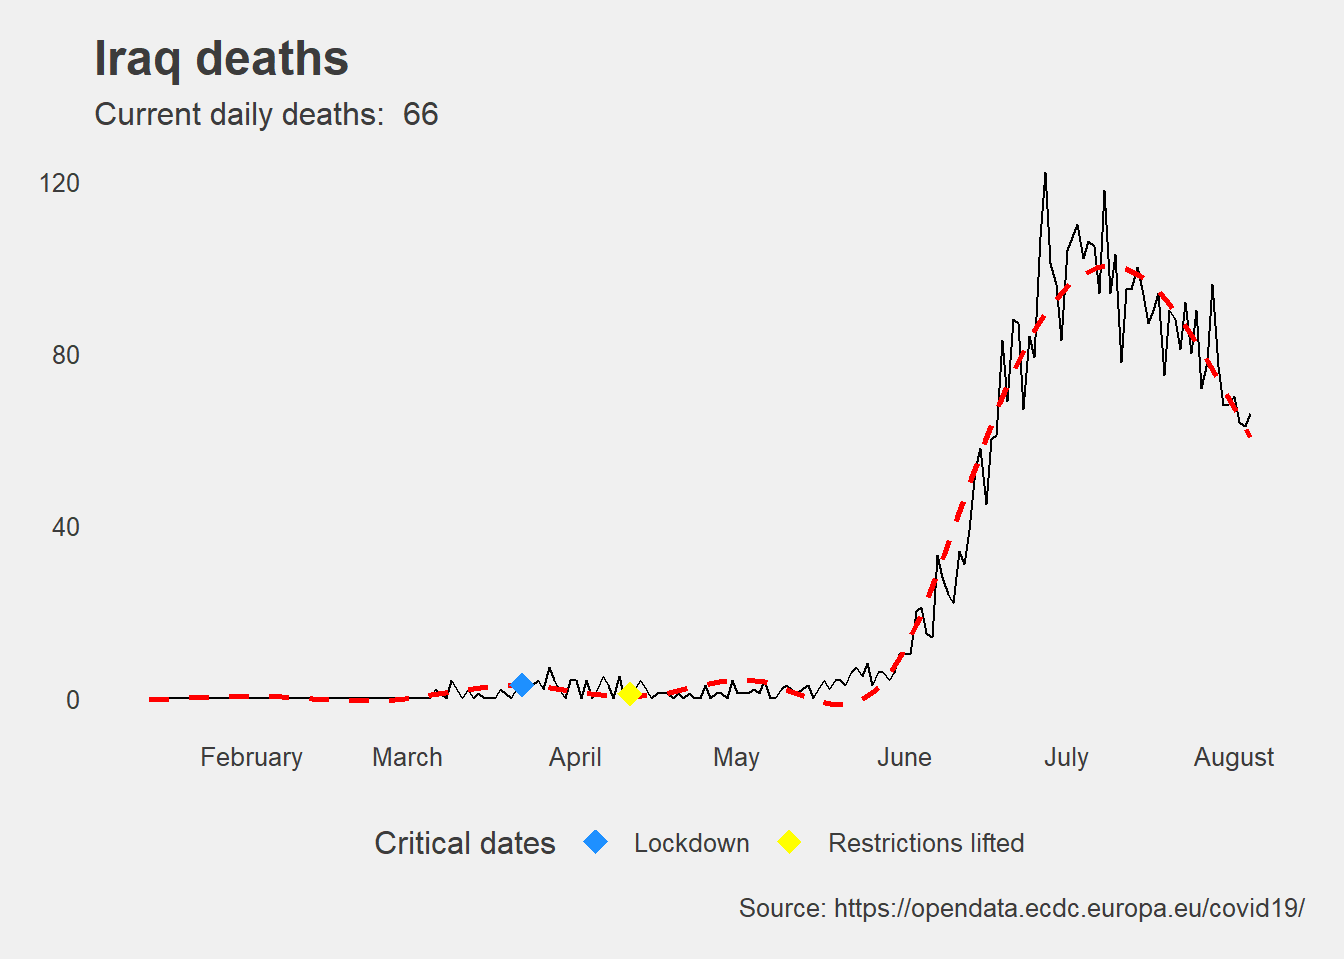 Iraq deaths
Current daily deaths:  66
120
80
40
0
February March April May June July August
Critical dates Lockdown Restrictions lifted
Source: https://opendata.ecdc.europa.eu/covid19/